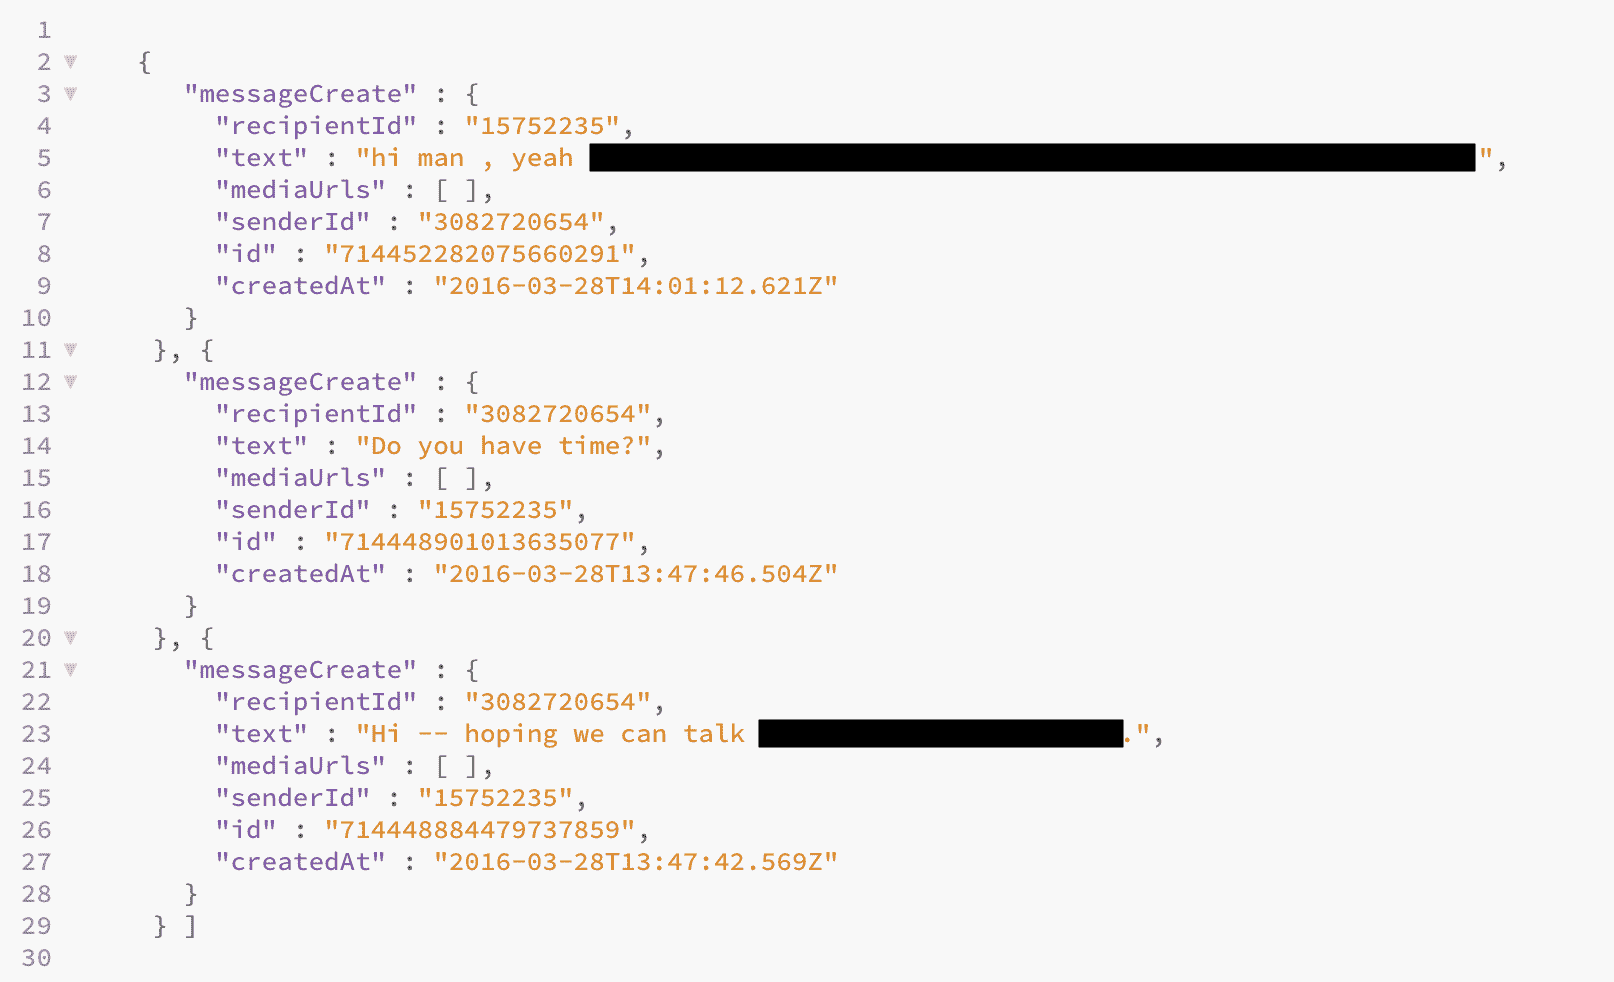 1
2 {
3 "messageCreate" : {
4 "recipientId" : "15752235",
5 "text" : "hi man , yeah ",
6 "mediaUrls" : [ ],
7 "senderId" : "3082720654",
8 "id" : "714452282075660291",
9 "createdAt" : "2016-03-28T14:01:12.621Z"
10 }
11 }, {
12 "messageCreate" : {
13 "recipientId" : "3082720654",
14 "text" : "Do you have time?",
15 "mediaUrls" : [ ],
16 "senderId" : "15752235",
17 "id" : "714448901013635077",
18 "createdAt" : "2016-03-28T13:47:46.504Z"
19 }
20 }, {
21 "messageCreate" : {
22 "recipientId" : "3082720654",
23 "text" : "Hi -- hoping we can talk .",
24 "mediaUrls" : [ ],
25 "senderId" : "15752235",
26 "id" : "714448884479737859",
27 "createdAt" : "2016-03-28T13:47:42.569Z"
28 }
29 } ]
30